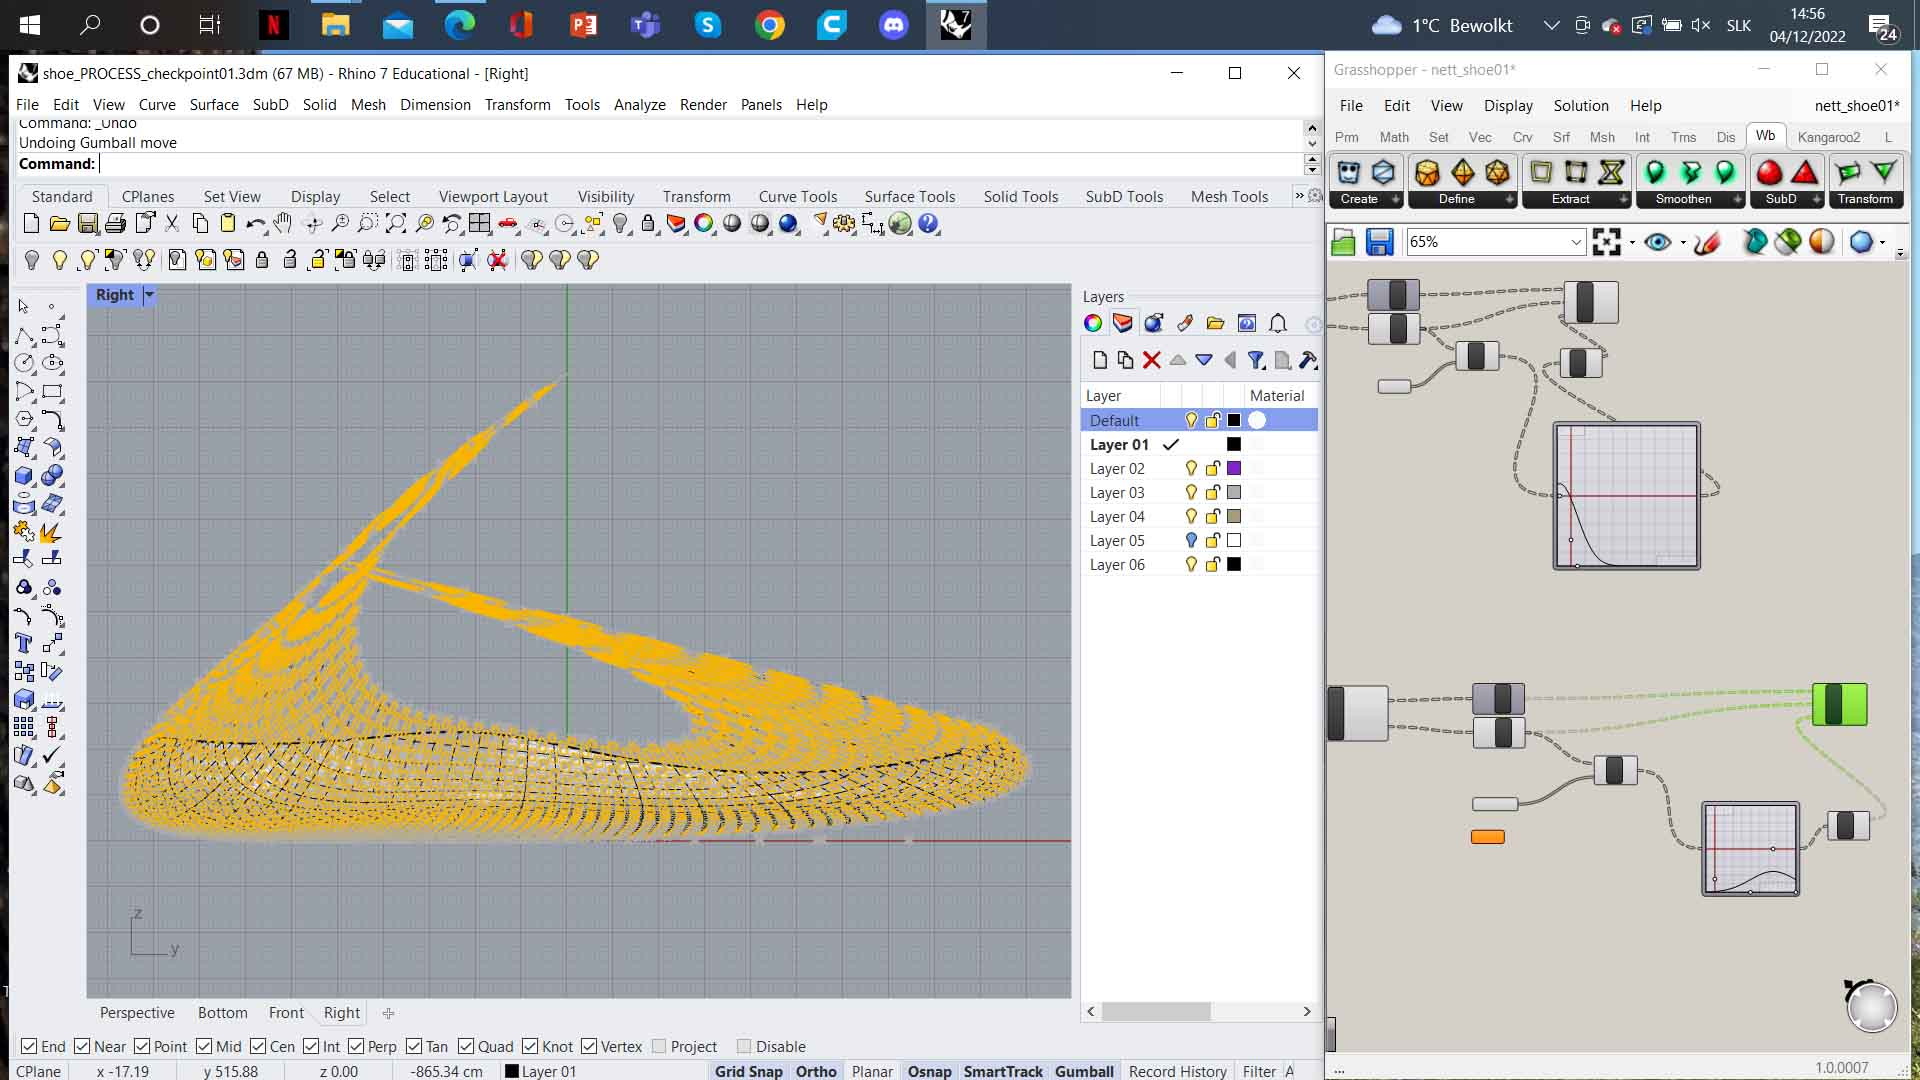 1°C Bewolkt
SLK
14:56
04/12/2022
24
shoe_PROCESS_checkpoint01.3dm (67 MB) - Rhino 7 Educational - [Right]
File Edit View Curve Surface SubD Solid Mesh Dimension Transform Tools Analyze Render Panels Help
Command: _Undo
Undoing Gumball move
Command:
Standard CPlanes Set View Display Select Viewport Layout Visibility Transform Curve Tools Surface Tools Solid Tools SubD Tools Mesh Tools
Right
z
y
Layers
Layer Material
Default
Layer 01
Layer 02
Layer 03
Layer 04
Layer 05
Layer 06
Perspective Bottom Front Right
End Near Point Mid Cen Int Perp Tan Quad Knot Vertex Project Disable
CPlane x -17.19 y 515.88 z 0.00 -865.34 cm Layer 01 Grid Snap Ortho Planar Osnap SmartTrack Gumball Record History Filter A
Grasshopper - nett_shoe01*
File Edit View Display Solution Help nett_shoe01*
Prm Math Set Vec Crv Srf Msh Int Trns Dis Wb Kangaroo2 L
Create Define Extract Smoothen SubD Transform
65%
... 1.0.0007